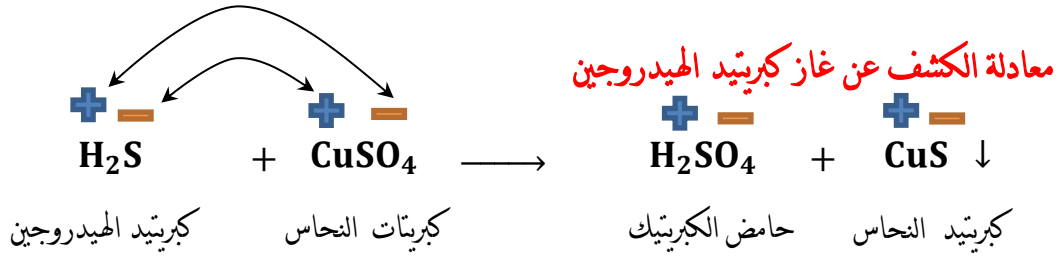 معادلة الكشف عن غاز كبريتيد الهيدروجين
H₂S + CuSO₄ ⟶ H₂SO₄ + CuS ↓
كبريتيد الهيدروجين كبريتات النحاس حامض الكبريتيك كبريتيد النحاس